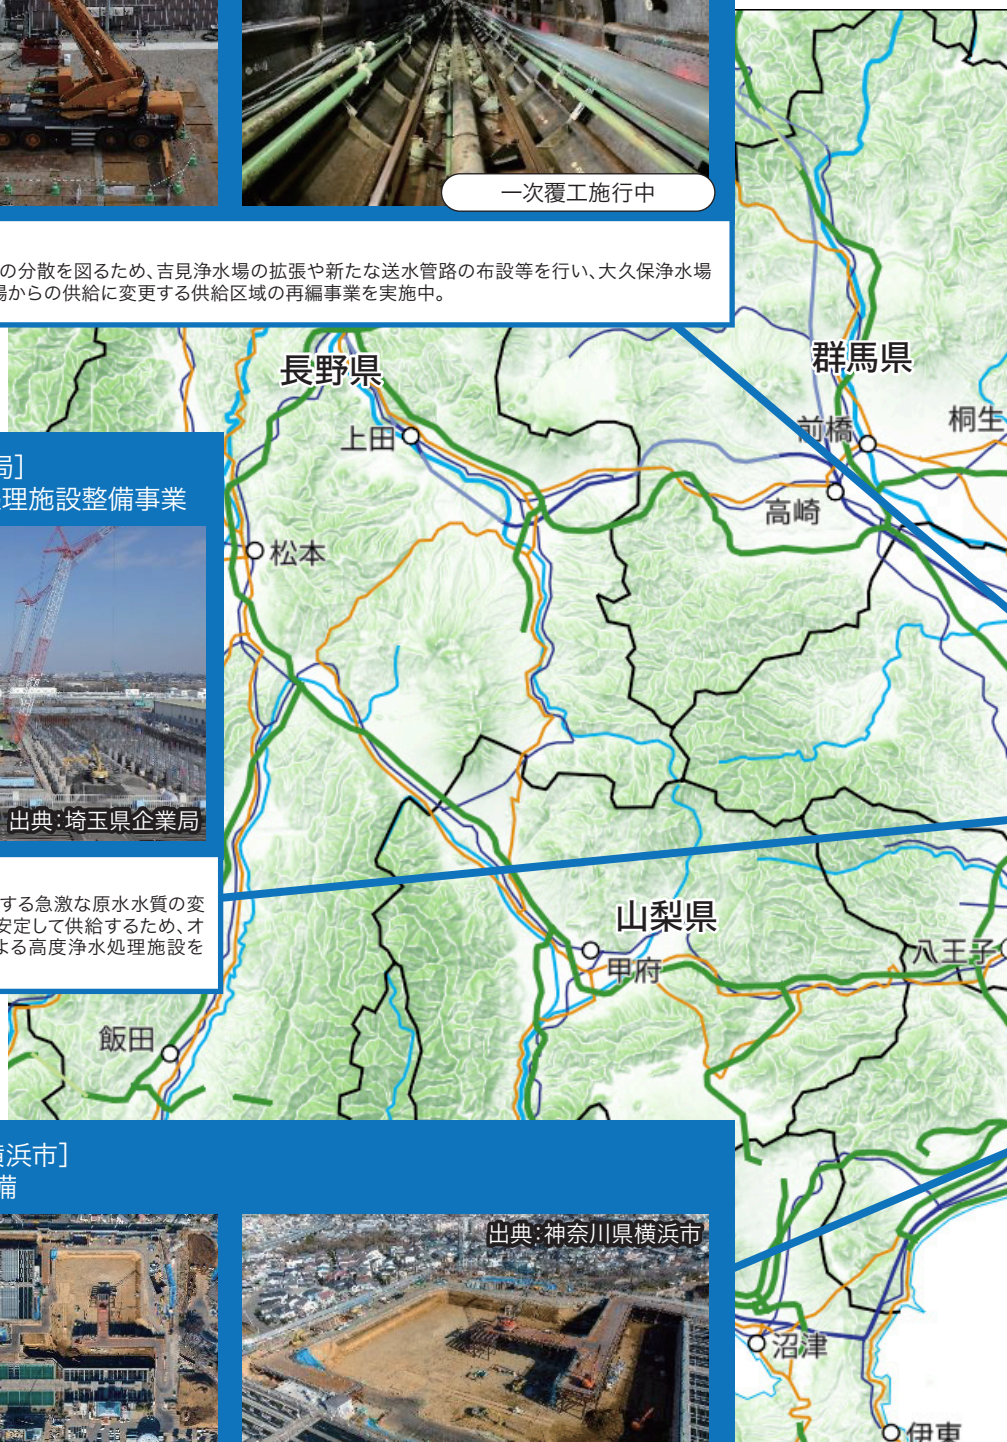 一次覆工施行中
の分散を図るため、吉見浄水場の拡張や新たな送水管路の布設等を行い、大久保浄水場
場からの供給に変更する供給区域の再編事業を実施中。
長野県
群馬県
上田
前橋
桐生
高崎
局]
処理施設整備事業
松本
出典:埼玉県企業局
する急激な原水水質の変
安定して供給するため、オ
よる高度浄水処理施設を
山梨県
甲府
八王子
飯田
横浜市]
備
出典:神奈川県横浜市
沼津
伊東